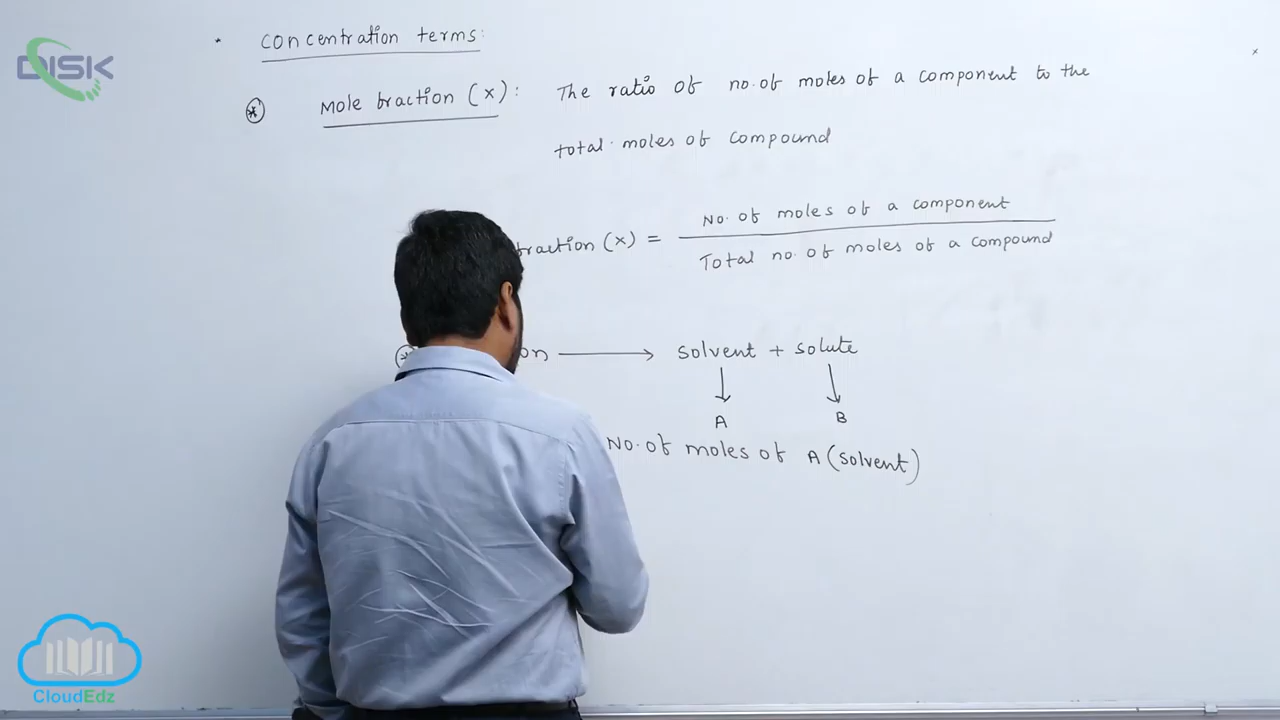 DISK
• Concentration terms:
* Mole fraction (x): The ratio of no. of moles of a component to the
total moles of compound
fraction (x) = No. of moles of a component
Total no. of moles of a compound
* on ⟶ solvent + solute
↓ ↓
A B
No. of moles of A (solvent)
CloudEdz